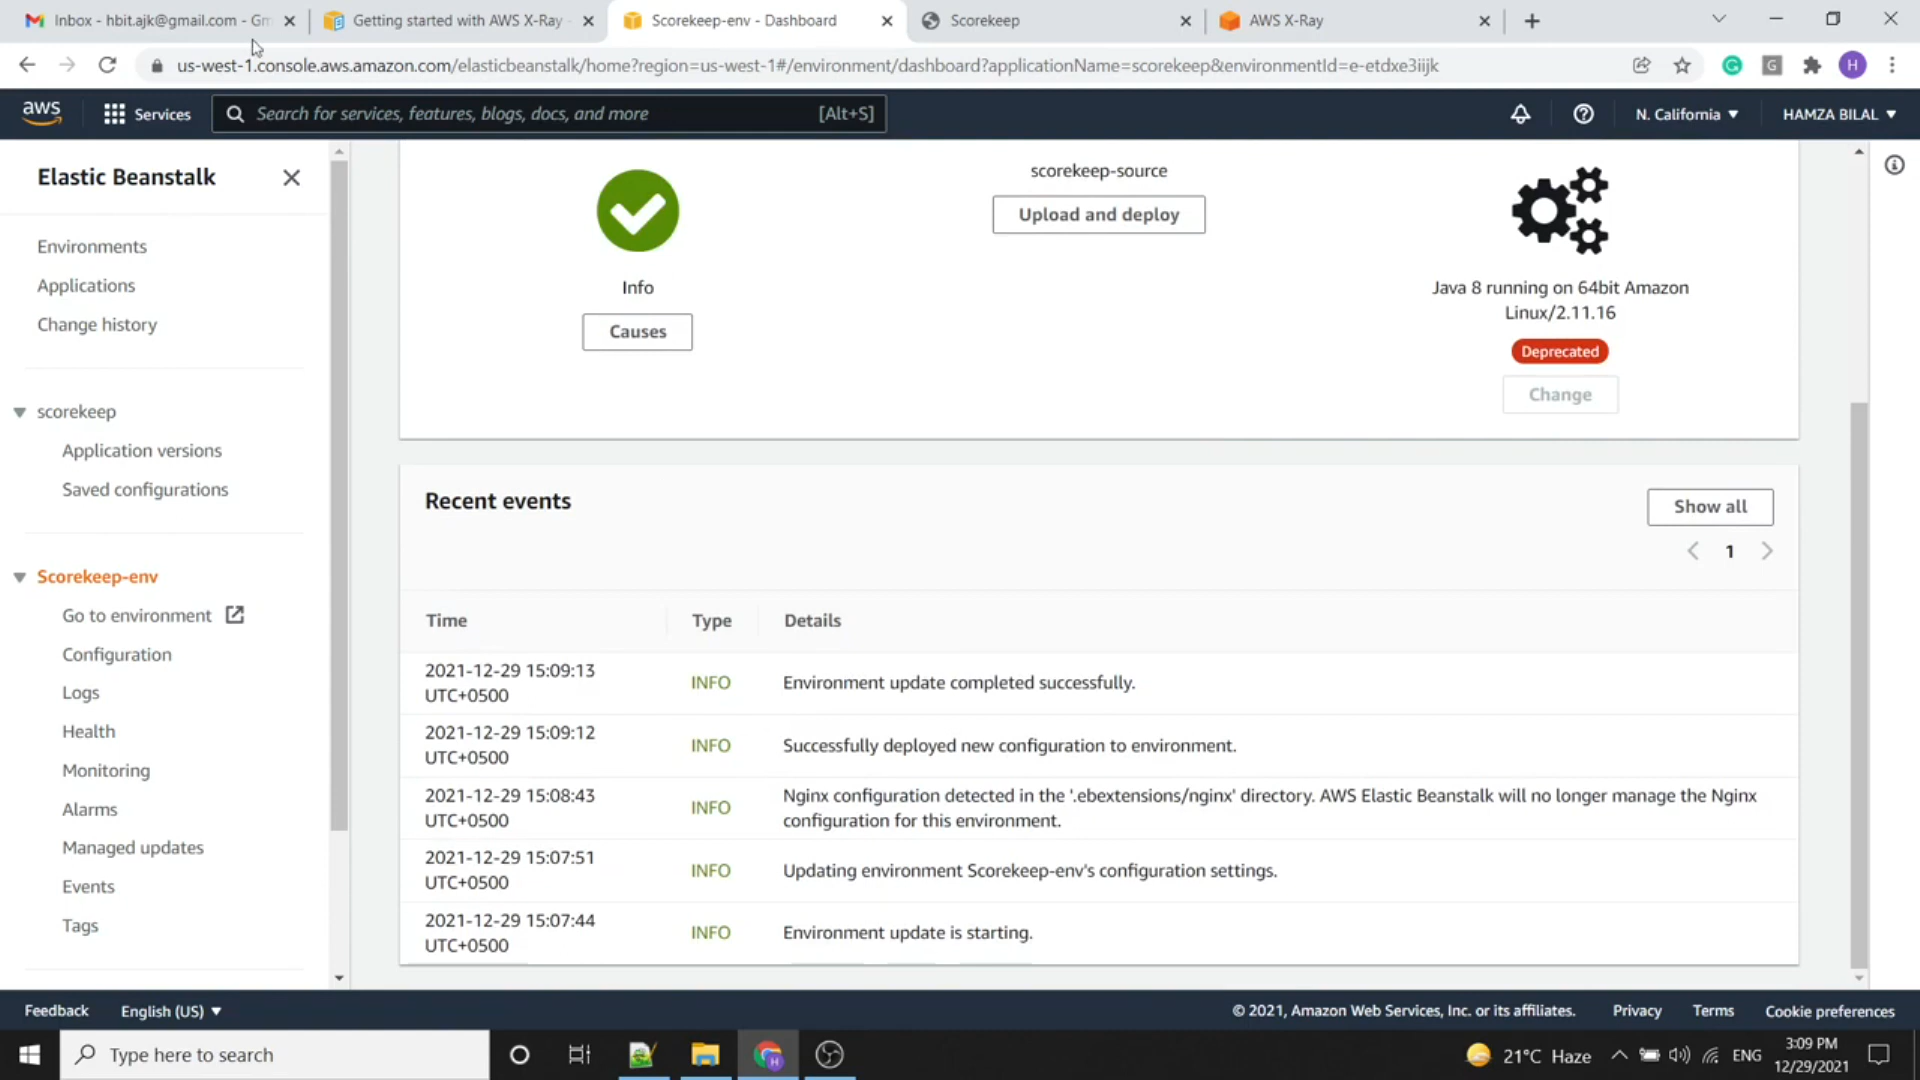 Inbox - hbit.ajk@gmail.com - Gm
Getting started with AWS X-Ray -
Scorekeep-env - Dashboard
Scorekeep
AWS X-Ray
us-west-1.console.aws.amazon.com/elasticbeanstalk/home?region=us-west-1#/environment/dashboard?applicationName=scorekeep&environmentId=e-etdxe3iijk
G
G
H
aws
Services
Search for services, features, blogs, docs, and more
[Alt+S]
N. California
HAMZA BILAL
Elastic Beanstalk
Environments
Applications
Change history
scorekeep
Application versions
Saved configurations
Scorekeep-env
Go to environment
Configuration
Logs
Health
Monitoring
Alarms
Managed updates
Events
Tags
Info
Causes
scorekeep-source
Upload and deploy
Java 8 running on 64bit Amazon
Linux/2.11.16
Deprecated
Change
Recent events
Show all
1
Time Type Details
2021-12-29 15:09:13
UTC+0500
INFO
Environment update completed successfully.
2021-12-29 15:09:12
UTC+0500
INFO
Successfully deployed new configuration to environment.
2021-12-29 15:08:43
UTC+0500
INFO
Nginx configuration detected in the '.ebextensions/nginx' directory. AWS Elastic Beanstalk will no longer manage the Nginx
configuration for this environment.
2021-12-29 15:07:51
UTC+0500
INFO
Updating environment Scorekeep-env's configuration settings.
2021-12-29 15:07:44
UTC+0500
INFO
Environment update is starting.
Feedback
English (US)
© 2021, Amazon Web Services, Inc. or its affiliates.
Privacy
Terms
Cookie preferences
Type here to search
H
21°C Haze
ENG
3:09 PM
12/29/2021